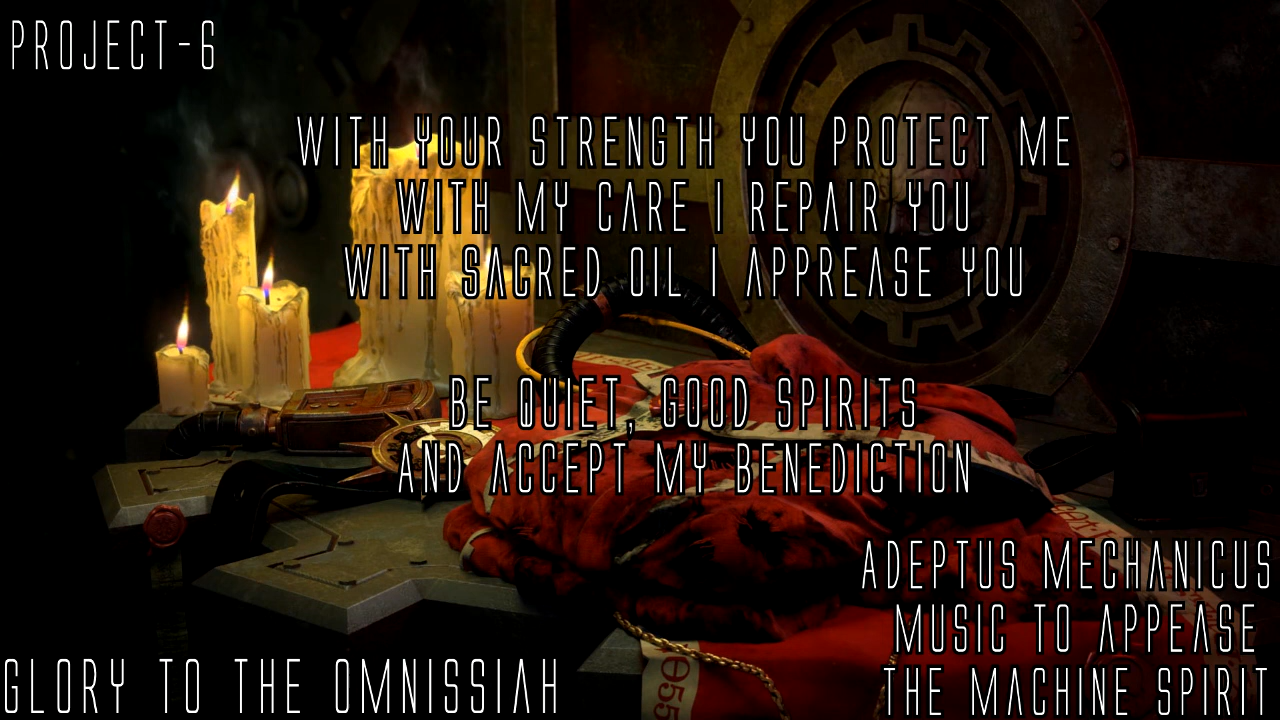 PROJECT-6
WITH YOUR STRENGTH YOU PROTECT ME
WITH MY CARE I REPAIR YOU
WITH SACRED OIL I APPREASE YOU
BE QUIET, GOOD SPIRITS
AND ACCEPT MY BENEDICTION
ADEPTUS MECHANICUS
MUSIC TO APPEASE
THE MACHINE SPIRIT
GLORY TO THE OMNISSIAH